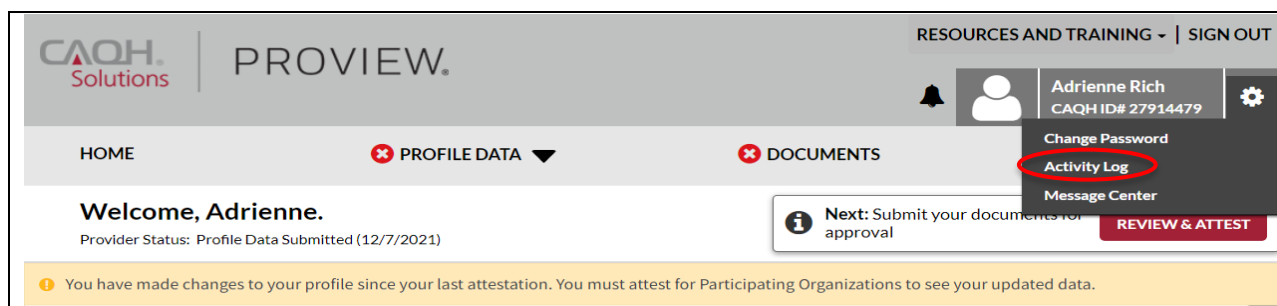 RESOURCES AND TRAINING | SIGN OUT
CAQH.
Solutions
PROVIEW.
Adrienne Rich
CAQH ID# 27914479
Change Password
Activity Log
Message Center
HOME
PROFILE DATA
DOCUMENTS
Welcome, Adrienne.
Provider Status: Profile Data Submitted (12/7/2021)
Next: Submit your documents for
approval
REVIEW & ATTEST
You have made changes to your profile since your last attestation. You must attest for Participating Organizations to see your updated data.